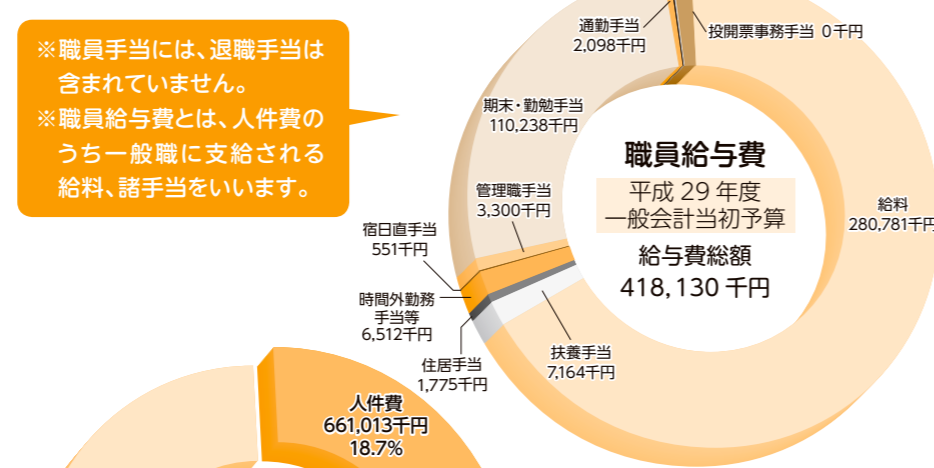 ※職員手当には、退職手当は
含まれていません。
※職員給与費とは、人件費の
うち一般職に支給される
給料、諸手当をいいます。
通勤手当
2,098千円
投開票事務手当 0千円
期末・勤勉手当
110,238千円
職員給与費
平成 29 年度
一般会計当初予算
給与費総額
418,130 千円
給料
280,781千円
管理職手当
3,300千円
宿日直手当
551千円
時間外勤務
手当等
6,512千円
住居手当
1,775千円
扶養手当
7,164千円
人件費
661,013千円
18.7%